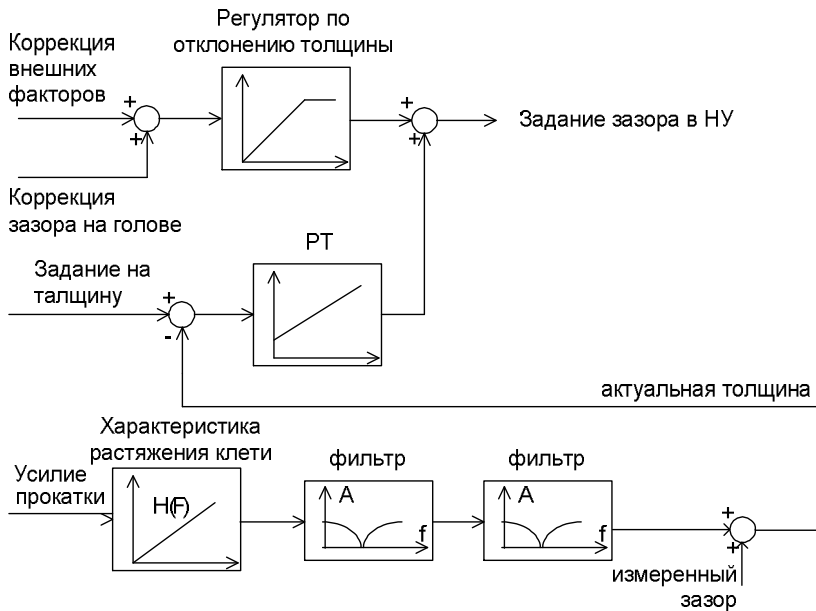 Регулятор по
отклонению толщины
Коррекция
внешних
факторов
+
+
+
+
Задание зазора в НУ
Коррекция
зазора на голове
РТ
Задание на
талщину
+
-
актуальная толщина
Характеристика
растяжения клети
Усилие
прокатки
H(F)
фильтр
A
f
фильтр
A
f
+
+
измеренный
зазор